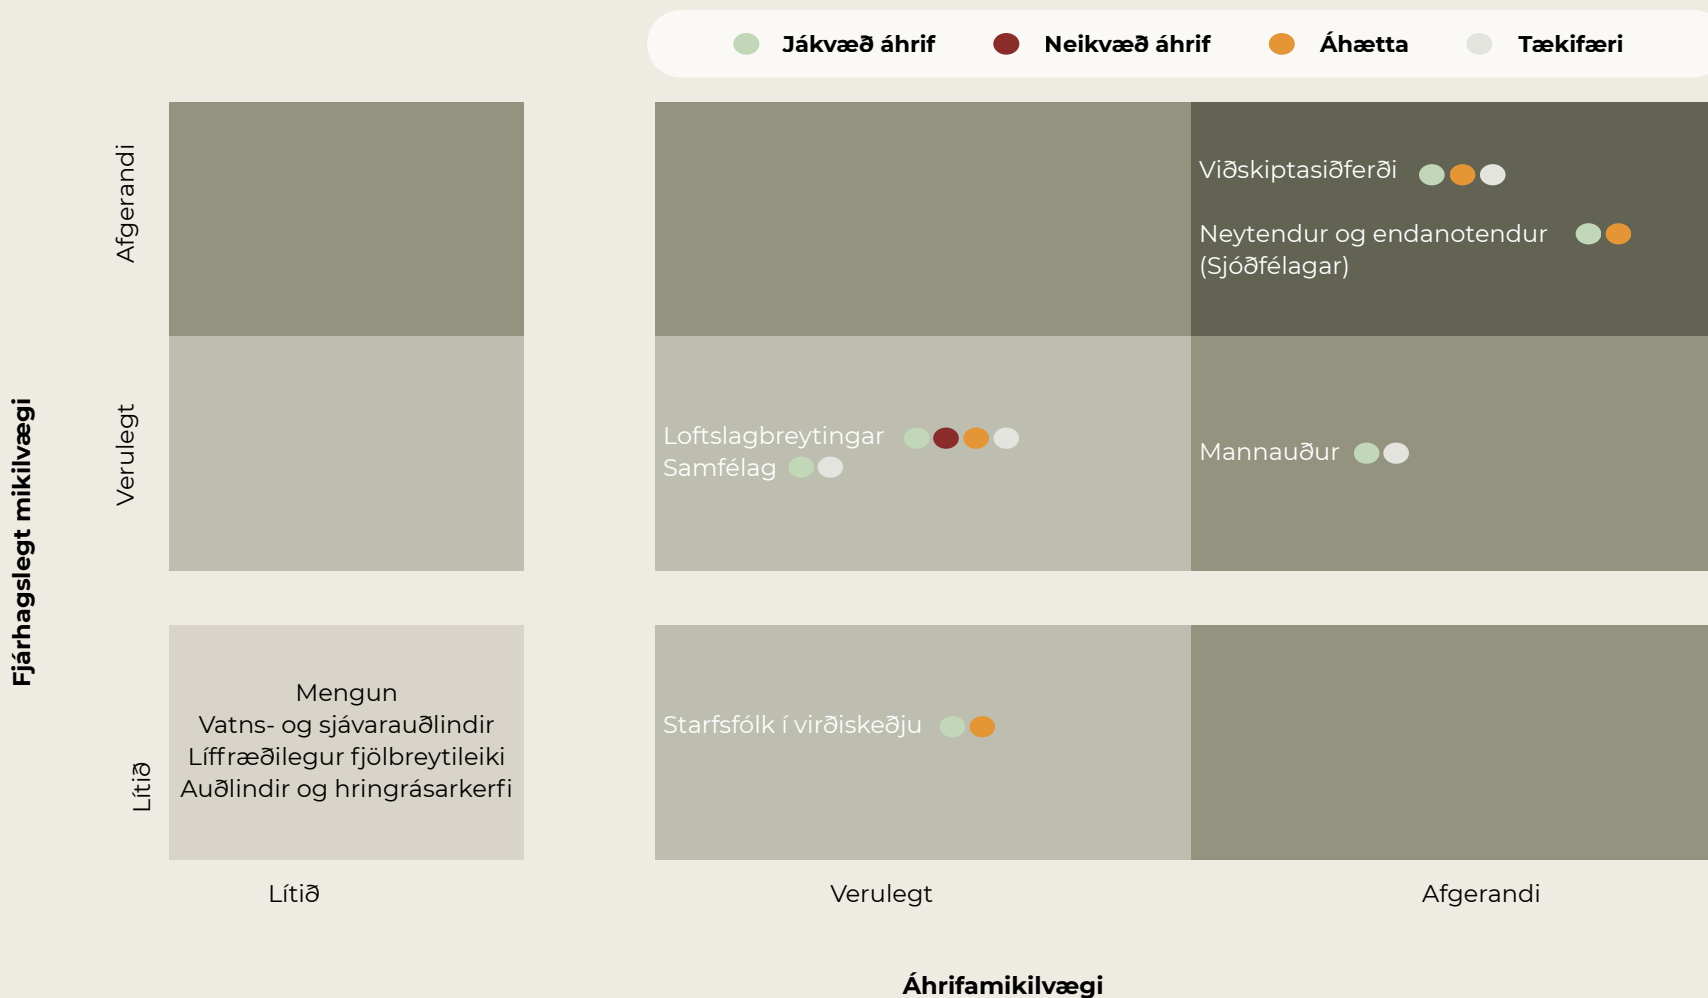 Jákvæð áhrif
Neikvæð áhrif
Áhætta
Tækifæri
Fjárhagslegt mikilvægi
Afgerandi
Viðskiptasiðferði
Neytendur og endanotendur
(Sjóðfélagar)
Verulegt
Loftslagbreytingar
Samfélag
Mannauður
Lítið
Mengun
Vatns- og sjávarauðlindir
Líffræðilegur fjölbreytileiki
Auðlindir og hringrásarkerfi
Starfsfólk í virðiskeðju
Lítið
Verulegt
Afgerandi
Áhrifamikilvægi